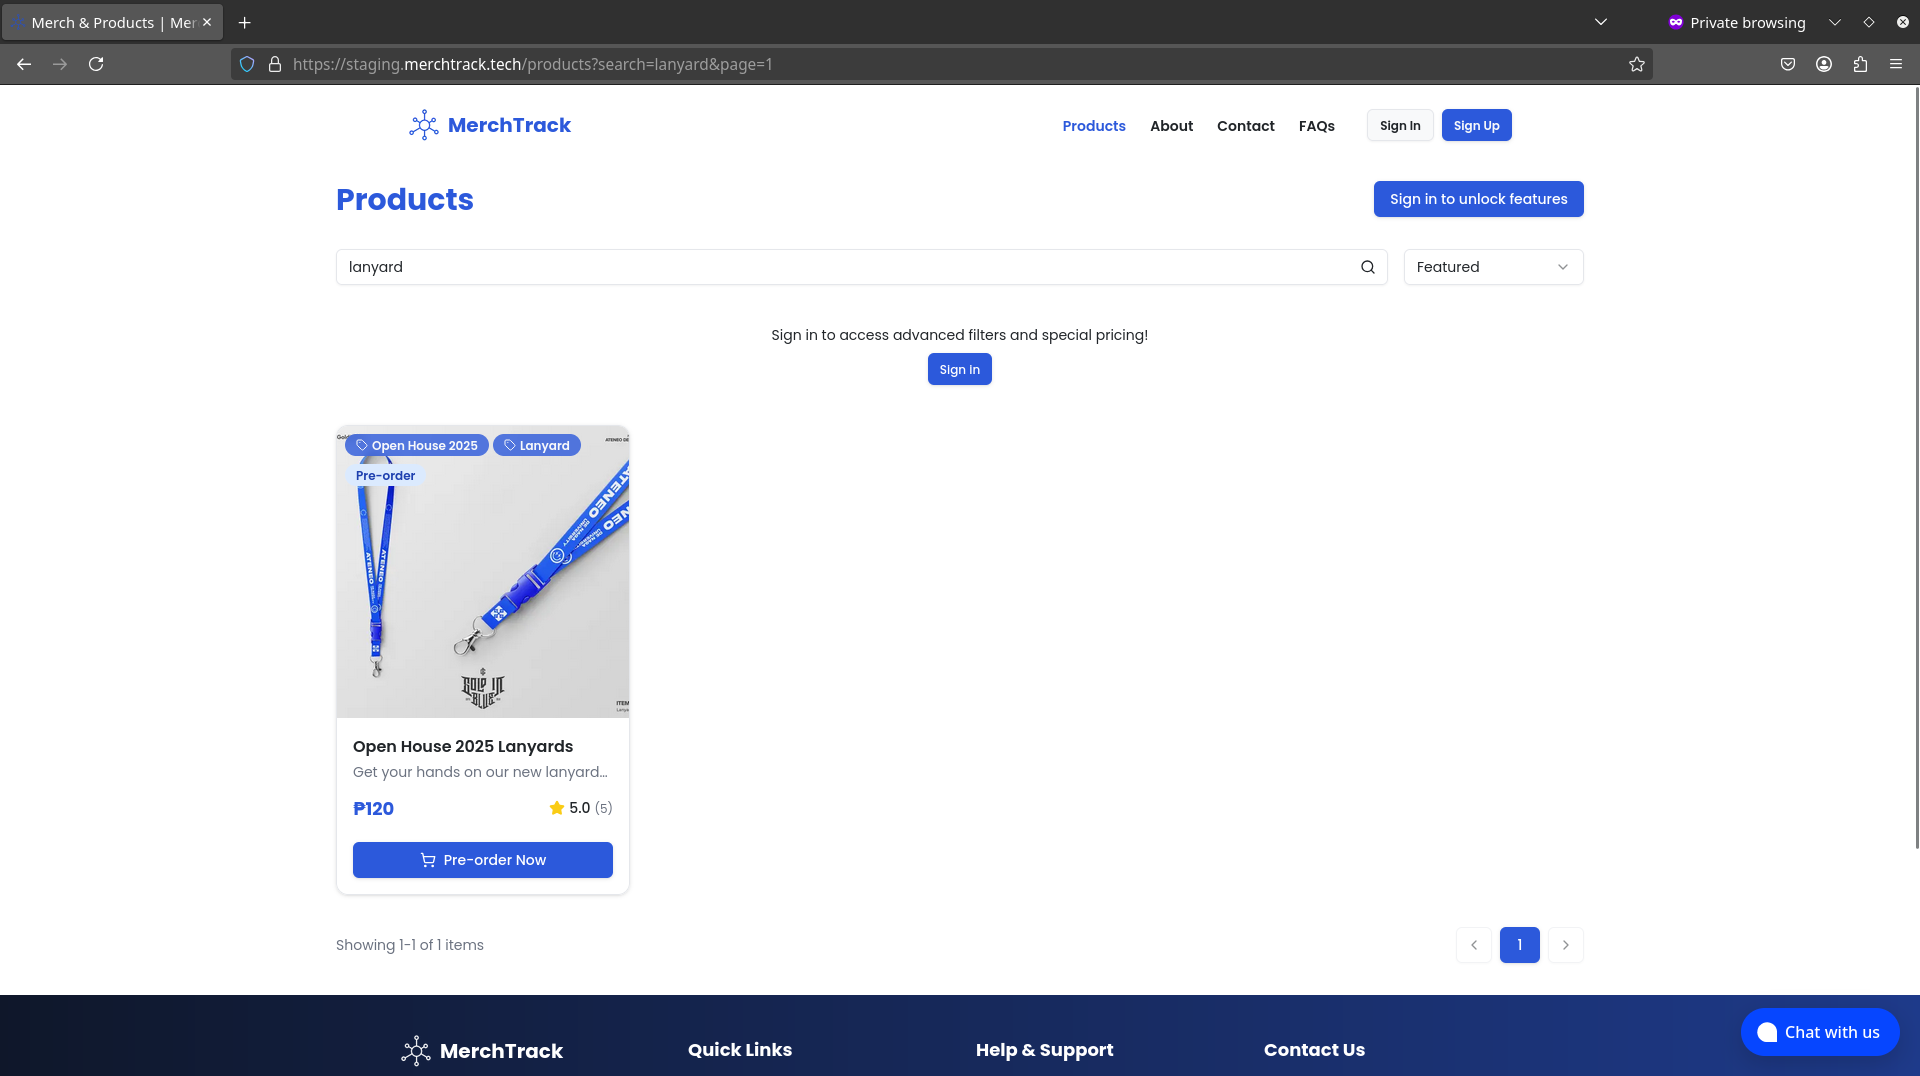 Merch & Products | Mer
Private browsing
https://staging.merchtrack.tech/products?search=lanyard&page=1
MerchTrack
Products
About
Contact
FAQs
Sign In
Sign Up
Products
Sign in to unlock features
lanyard
Featured
Sign in to access advanced filters and special pricing!
Sign in
Open House 2025
Lanyard
Pre-order
ATENEO
ATENEO
ATENEO
GOLD IN
BLUE
ITEM
Open House 2025 Lanyards
Get your hands on our new lanyard…
₱120
5.0 (5)
Pre-order Now
Showing 1-1 of 1 items
1
MerchTrack
Quick Links
Help & Support
Contact Us
Chat with us